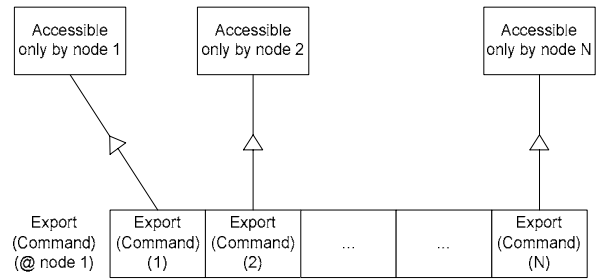 Accessible
only by node 1
Accessible
only by node 2
Accessible
only by node N
Export
(Command)
(@ node 1)
Export
(Command)
(1)
Export
(Command)
(2)
...
...
Export
(Command)
(N)